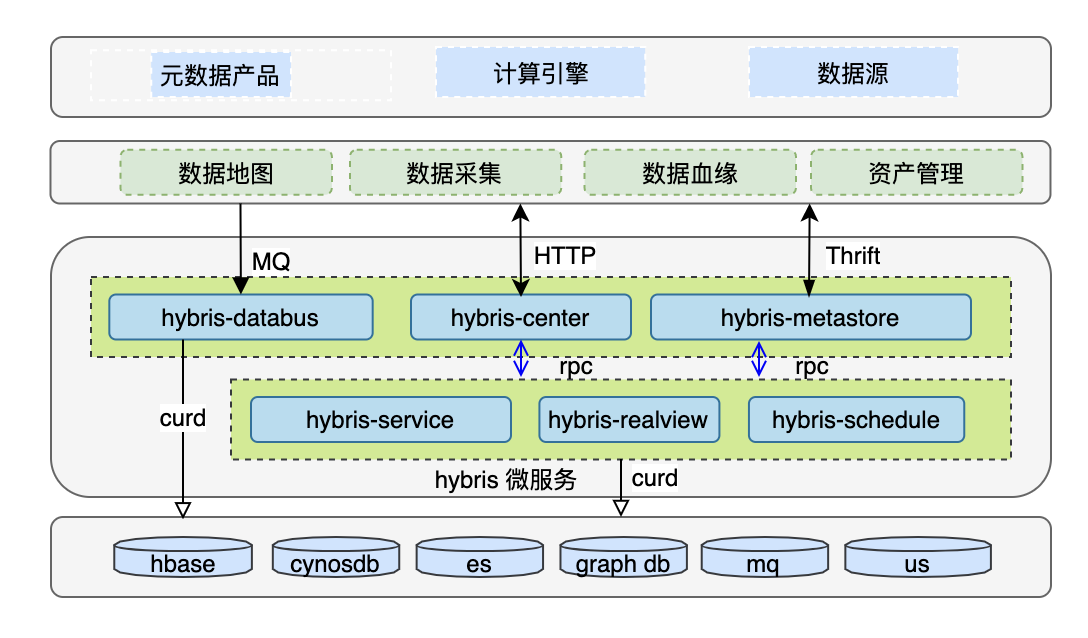 元数据产品
计算引擎
数据源
数据地图
数据采集
数据血缘
资产管理
MQ
HTTP
Thrift
hybris-databus
hybris-center
hybris-metastore
rpc
rpc
curd
hybris-service
hybris-realview
hybris-schedule
hybris 微服务
curd
hbase
cynosdb
es
graph db
mq
us